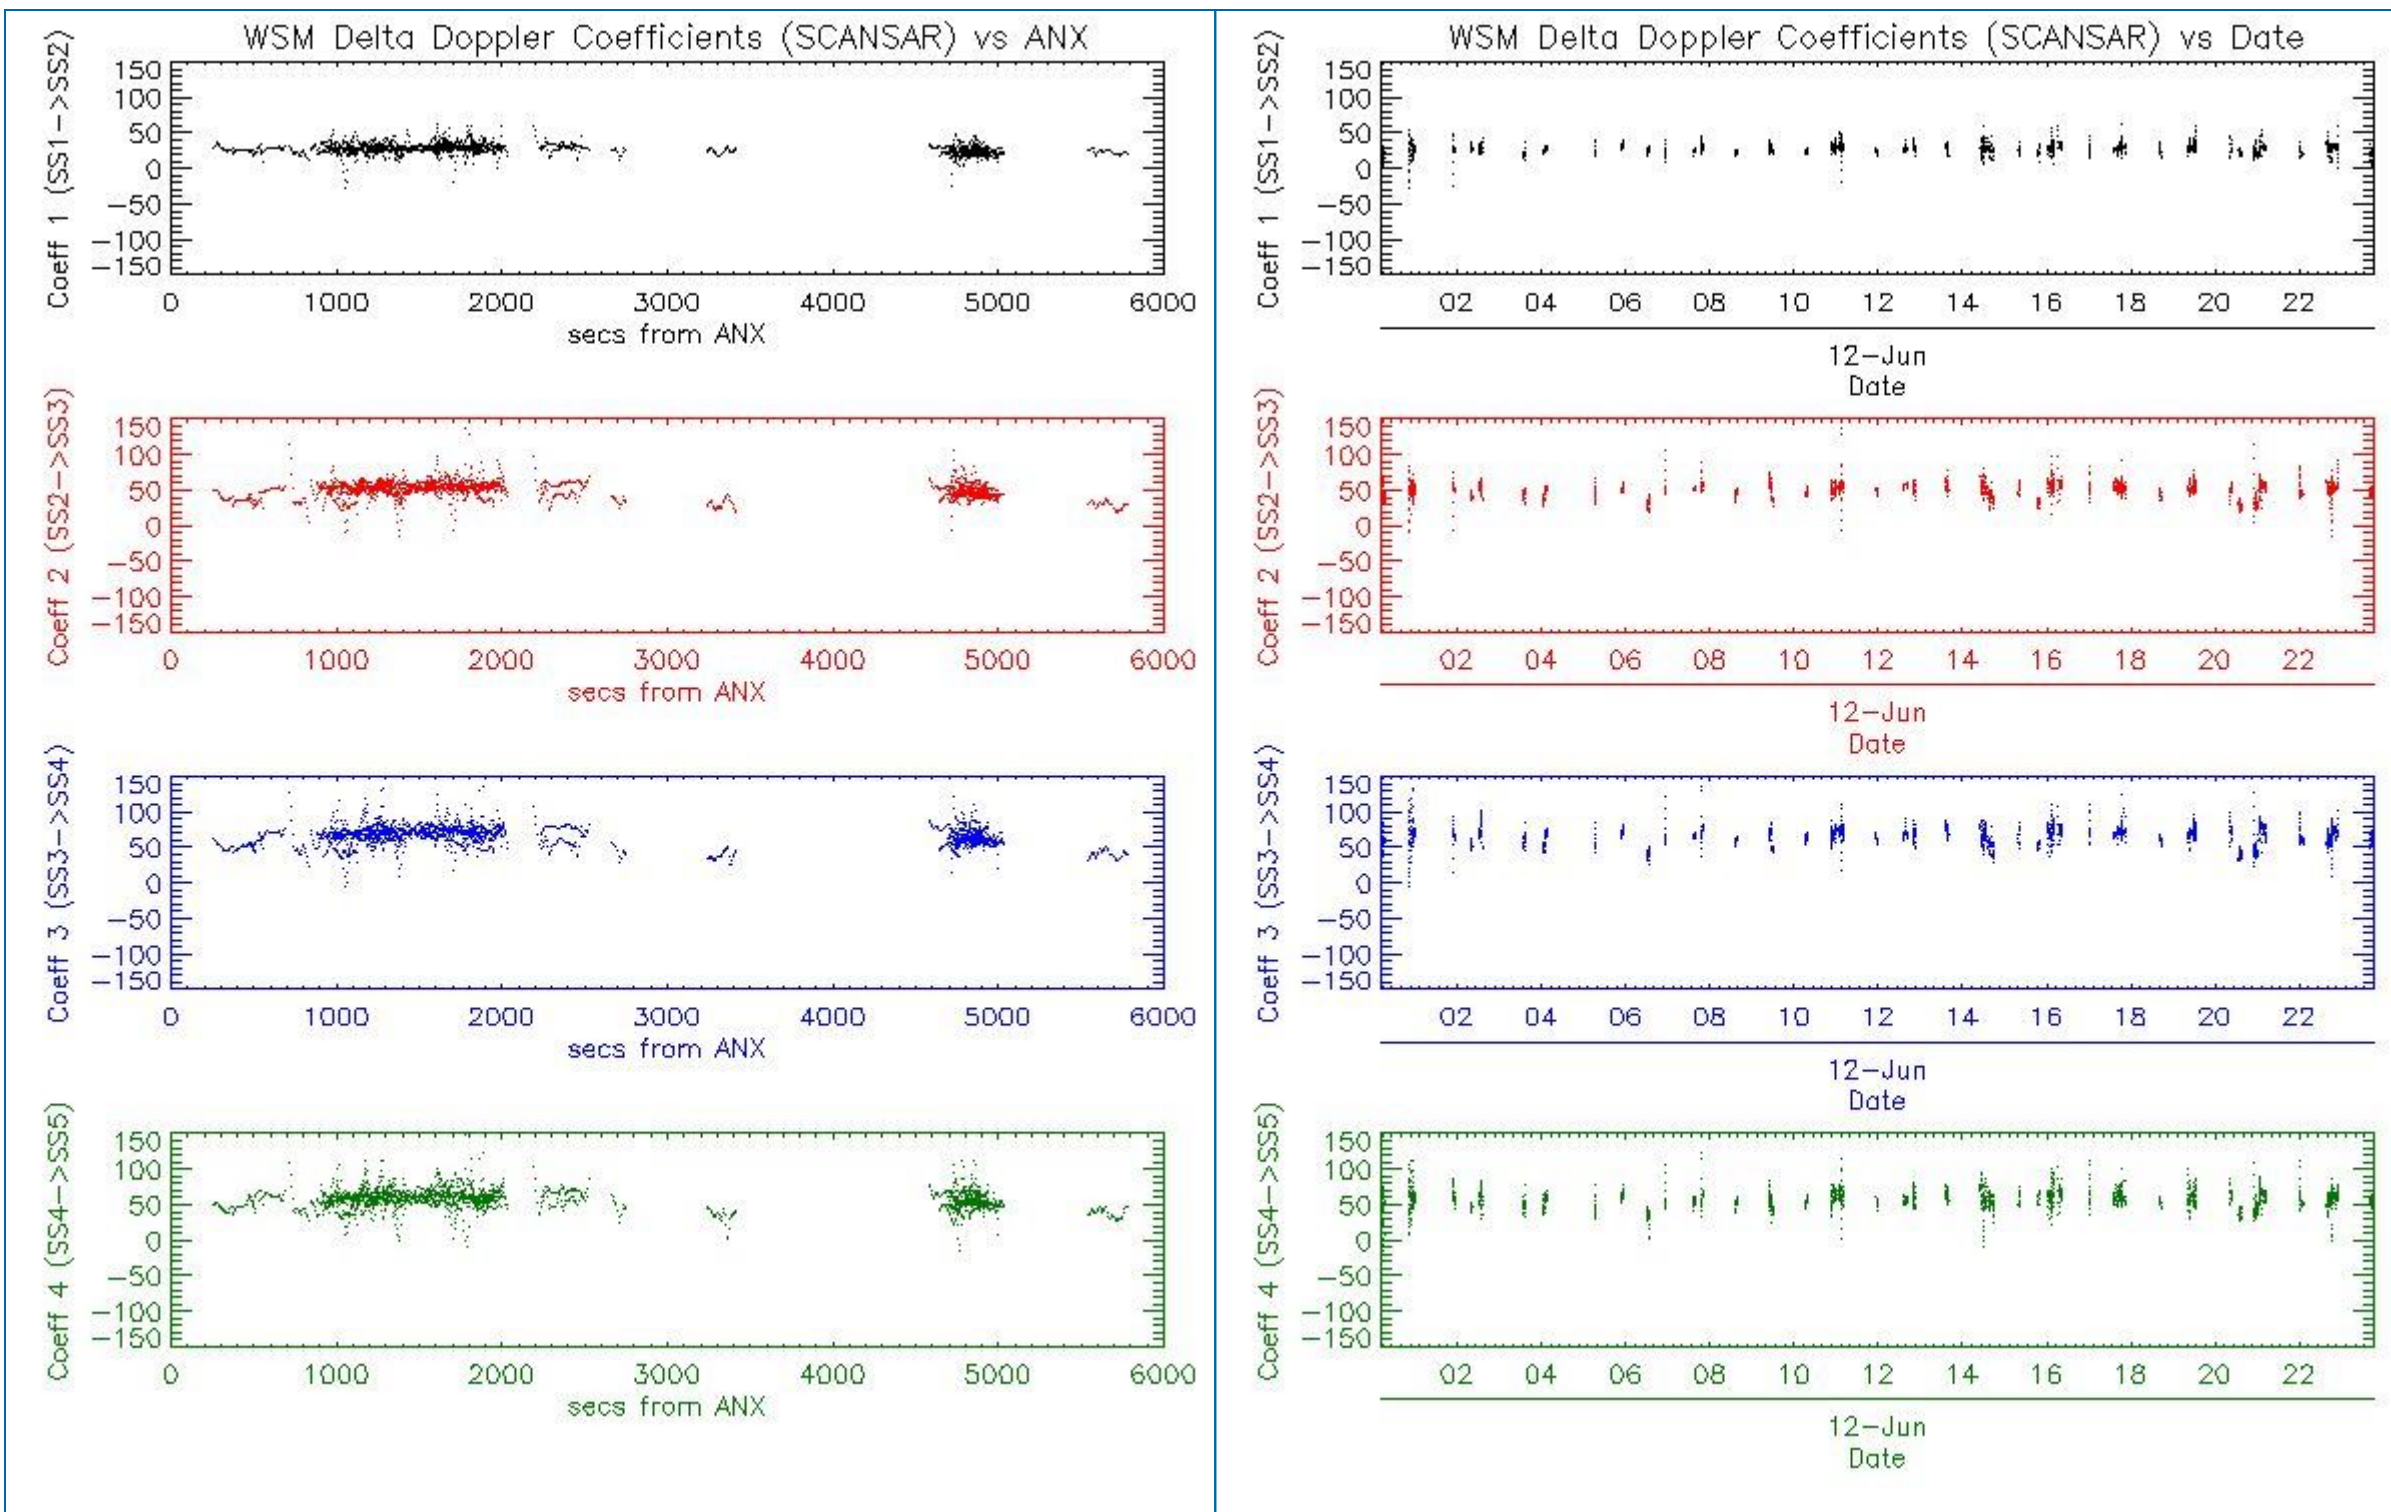 WSM Delta Doppler Coefficients (SCANSAR) vs ANX
Coeff 1 (SS1->SS2)
150
100
50
0
-50
-100
-150
0 1000 2000 3000 4000 5000 6000
secs from ANX
Coeff 2 (SS2->SS3)
150
100
50
0
-50
-100
-150
0 1000 2000 3000 4000 5000 6000
secs from ANX
Coeff 3 (SS3->SS4)
150
100
50
0
-50
-100
-150
0 1000 2000 3000 4000 5000 6000
secs from ANX
Coeff 4 (SS4->SS5)
150
100
50
0
-50
-100
-150
0 1000 2000 3000 4000 5000 6000
secs from ANX
WSM Delta Doppler Coefficients (SCANSAR) vs Date
Coeff 1 (SS1->SS2)
150
100
50
0
-50
-100
-150
02 04 06 08 10 12 14 16 18 20 22
12-Jun
Date
Coeff 2 (SS2->SS3)
150
100
50
0
-50
-100
-150
02 04 06 08 10 12 14 16 18 20 22
12-Jun
Date
Coeff 3 (SS3->SS4)
150
100
50
0
-50
-100
-150
02 04 06 08 10 12 14 16 18 20 22
12-Jun
Date
Coeff 4 (SS4->SS5)
150
100
50
0
-50
-100
-150
02 04 06 08 10 12 14 16 18 20 22
12-Jun
Date